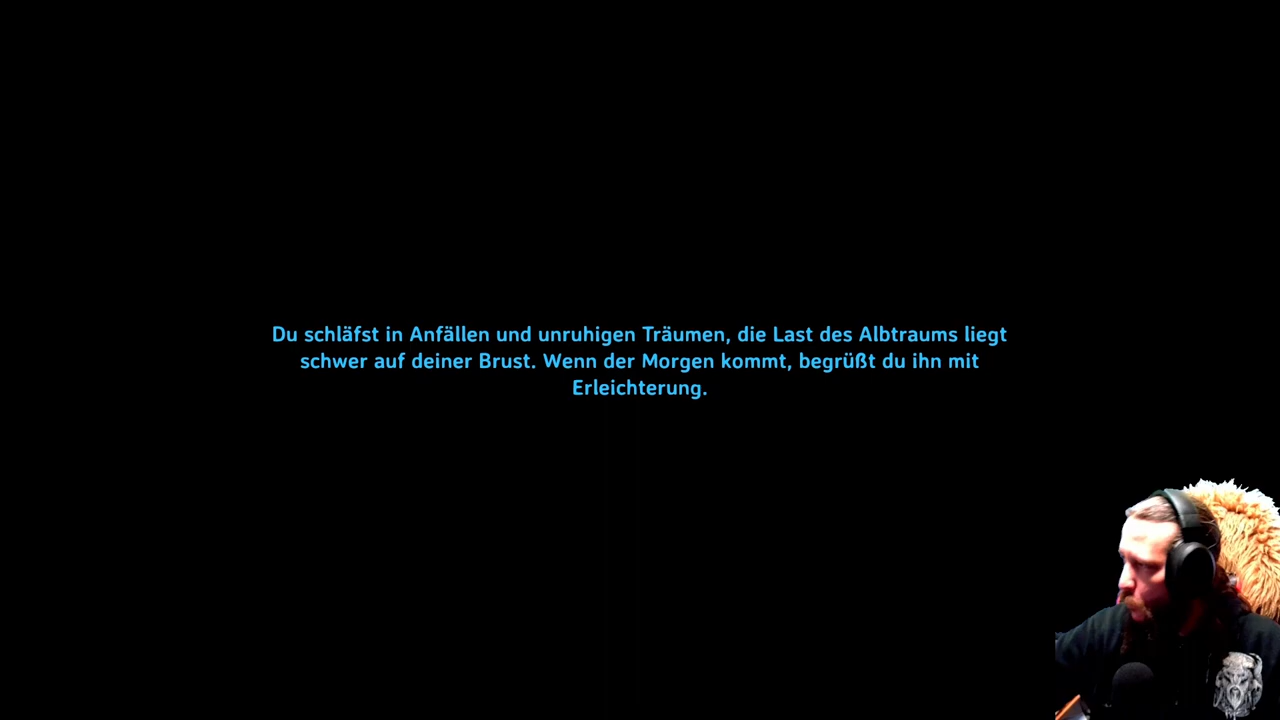 Du schläfst in Anfällen und unruhigen Träumen, die Last des Albtraums liegt
schwer auf deiner Brust. Wenn der Morgen kommt, begrüßt du ihn mit
Erleichterung.